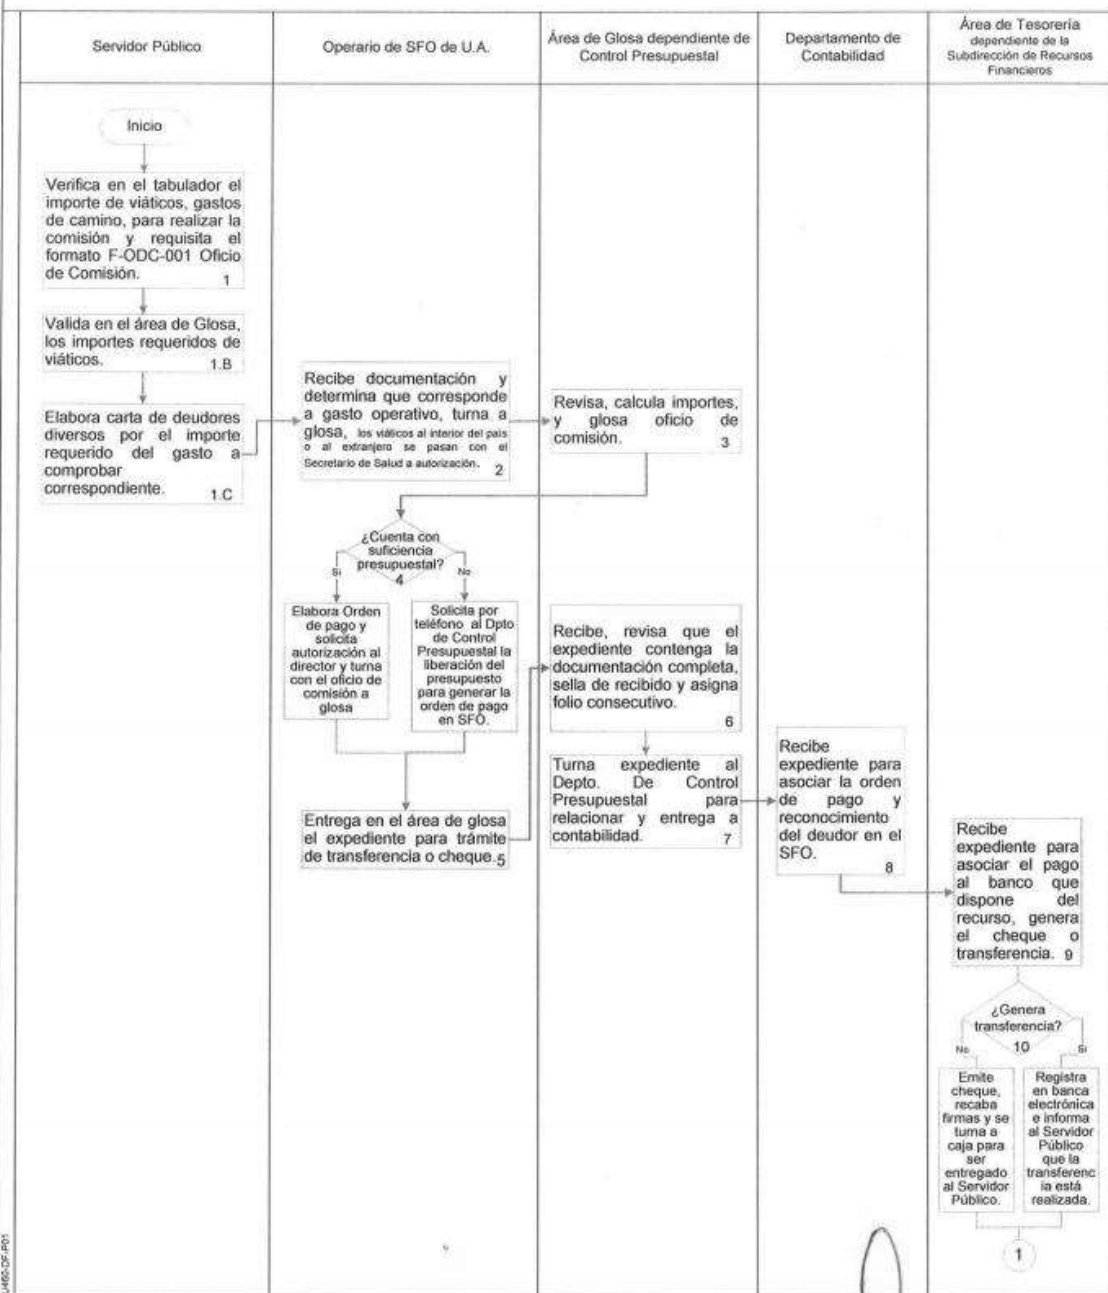 Servidor Público
Operario de SFO de U.A.
Área de Glosa dependiente de
Control Presupuestal
Departamento de
Contabilidad
Área de Tesorería
dependiente de la
Subdirección de Recursos
Financieros
Inicio
Verifica en el tabulador el
importe de viáticos, gastos
de camino, para realizar la
comisión y requisita el
formato F-ODC-001 Oficio
de Comisión.
1
Valida en el área de Glosa,
los importes requeridos de
viáticos.
1.B
Elabora carta de deudores
diversos por el importe
requerido del gasto a
comprobar
correspondiente.
1.C
Recibe documentación y
determina que corresponde
a gasto operativo, turna a
glosa, los viáticos al interior del país
o al extranjero se pasan con el
Secretario de Salud a autorización.
2
Revisa, calcula importes,
y glosa oficio de
comisión.
3
¿Cuenta con
suficiencia
presupuestal?
4
Si
No
Elabora Orden
de pago y
solicita
autorización al
director y turna
con el oficio de
comisión a
glosa
Solicita por
teléfono al Dpto
de Control
Presupuestal la
liberación del
presupuesto
para generar la
orden de pago
en SFO.
Entrega en el área de glosa
el expediente para trámite
de transferencia o cheque.
5
Recibe, revisa que el
expediente contenga la
documentación completa,
sella de recibido y asigna
folio consecutivo.
6
Turna expediente al
Depto. De Control
Presupuestal para
relacionar y entrega a
contabilidad.
7
Recibe
expediente para
asociar la orden
de pago y
reconocimiento
del deudor en el
SFO.
8
Recibe
expediente para
asociar el pago
al banco que
dispone del
recurso, genera
el cheque o
transferencia.
9
¿Genera
transferencia?
10
No
Si
Emite
cheque,
recaba
firmas y se
turna a
caja para
ser
entregado
al Servidor
Público.
Registra
en banca
electrónica
e informa
al Servidor
Público
que la
transferenc
ia está
realizada.
1